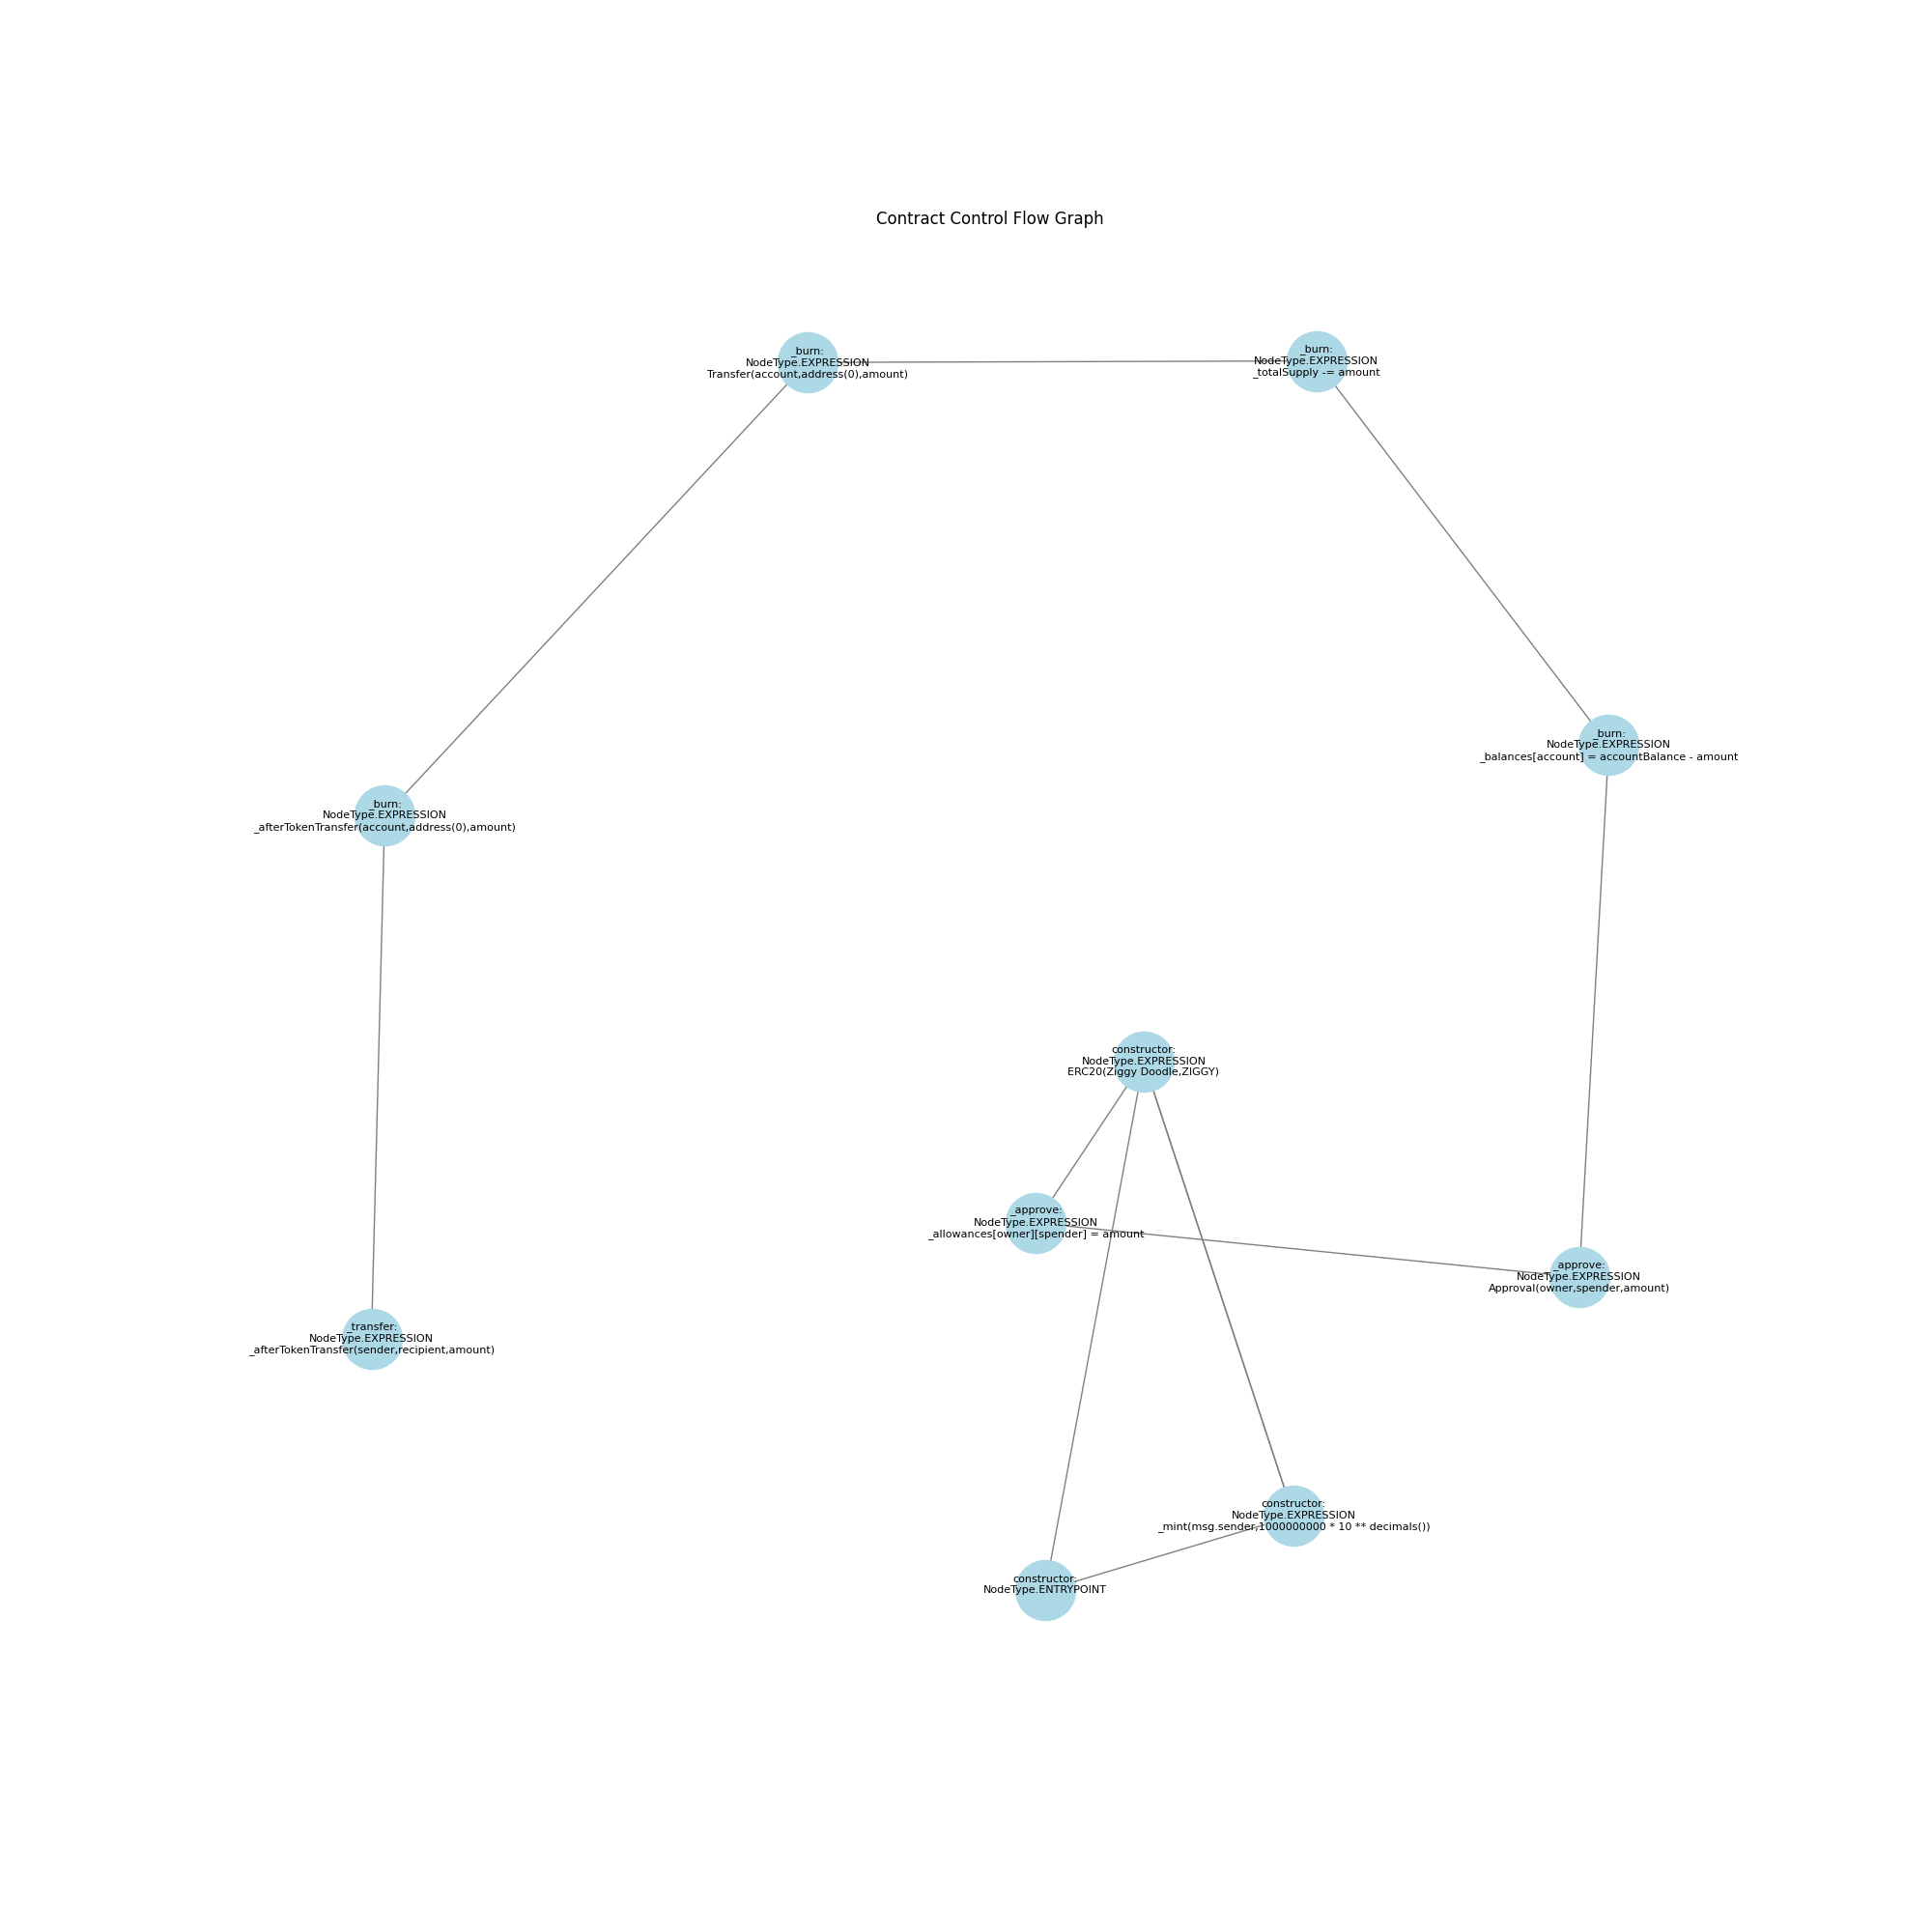 Contract Control Flow Graph
_burn:
NodeType.EXPRESSION
Transfer(account,address(0),amount)
_burn:
NodeType.EXPRESSION
_totalSupply -= amount
_burn:
NodeType.EXPRESSION
_balances[account] = accountBalance - amount
_burn:
NodeType.EXPRESSION
_afterTokenTransfer(account,address(0),amount)
constructor:
NodeType.EXPRESSION
ERC20(Ziggy Doodle,ZIGGY)
_approve:
NodeType.EXPRESSION
_allowances[owner][spender] = amount
_approve:
NodeType.EXPRESSION
Approval(owner,spender,amount)
_transfer:
NodeType.EXPRESSION
_afterTokenTransfer(sender,recipient,amount)
constructor:
NodeType.EXPRESSION
_mint(msg.sender,1000000000 * 10 ** decimals())
constructor:
NodeType.ENTRYPOINT